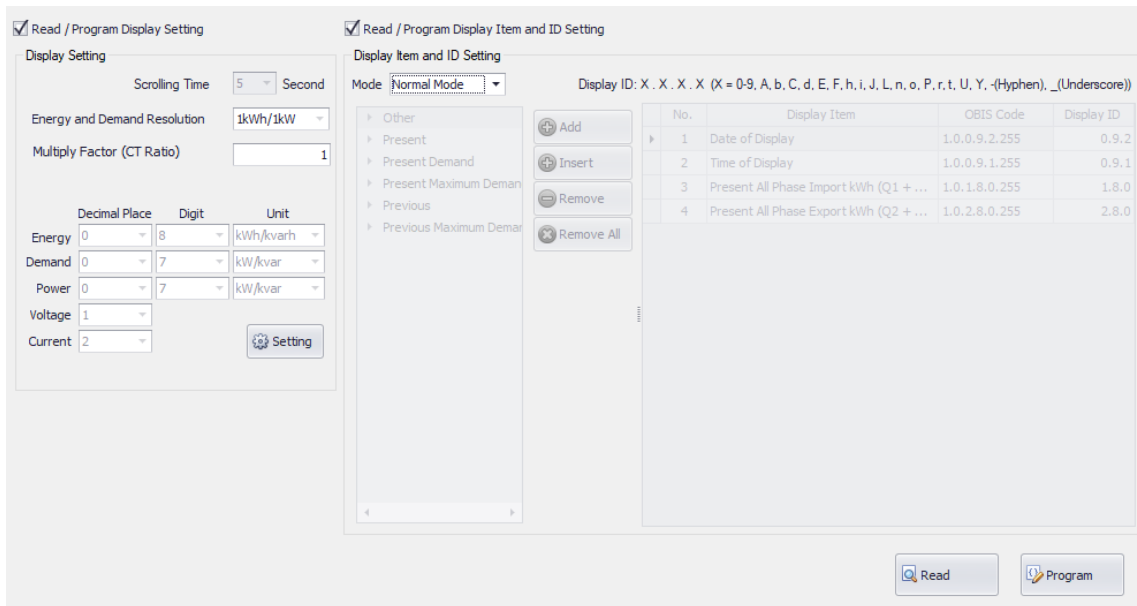 Read / Program Display Setting
Display Setting
Scrolling Time 5 Second
Energy and Demand Resolution 1kWh/1kW
Multiply Factor (CT Ratio) 1
Decimal Place Digit Unit
Energy 0 8 kWh/kvarh
Demand 0 7 kW/kvar
Power 0 7 kW/kvar
Voltage 1
Current 2
Setting
Read / Program Display Item and ID Setting
Display Item and ID Setting
Mode Normal Mode
Display ID: X . X . X . X (X = 0-9, A, b, C, d, E, F, h, i, J, L, n, o, P, r, t, U, Y, -(Hyphen), _(Underscore))
Other
Present
Present Demand
Present Maximum Deman
Previous
Previous Maximum Demar
Add
Insert
Remove
Remove All
No. Display Item OBIS Code Display ID
1 Date of Display 1.0.0.9.2.255 0.9.2
2 Time of Display 1.0.0.9.1.255 0.9.1
3 Present All Phase Import kWh (Q1 + ... 1.0.1.8.0.255 1.8.0
4 Present All Phase Export kWh (Q2 + ... 1.0.2.8.0.255 2.8.0
Read
Program